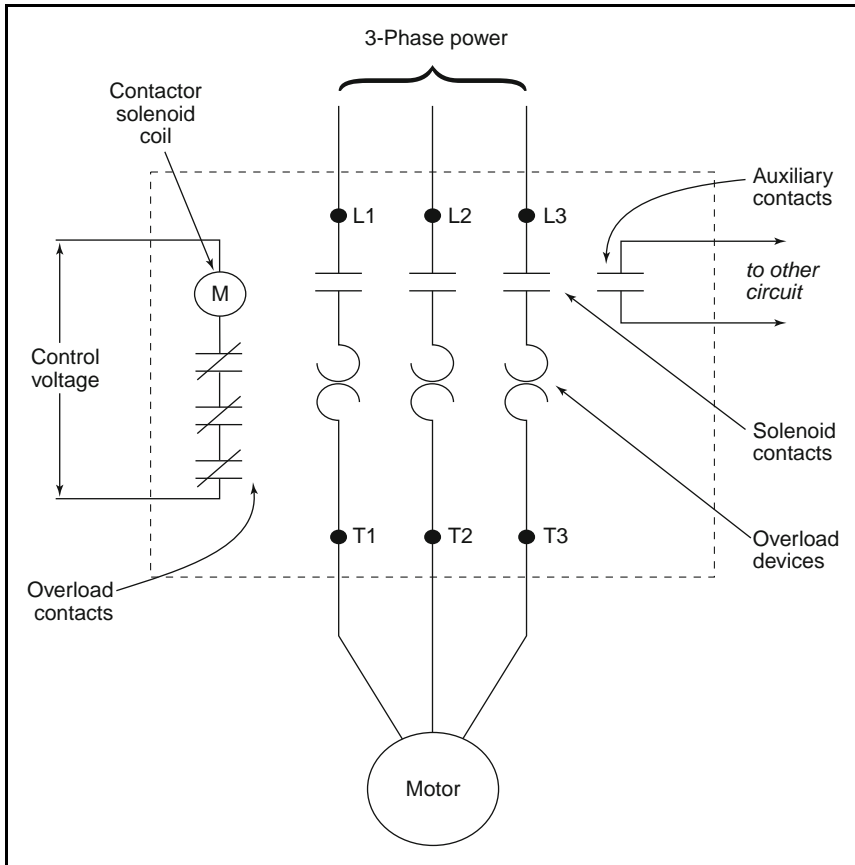 3-Phase power
Contactor
solenoid
coil
Auxiliary
contacts
L1
L2
L3
to other
circuit
M
Control
voltage
Solenoid
contacts
T1
T2
T3
Overload
devices
Overload
contacts
Motor